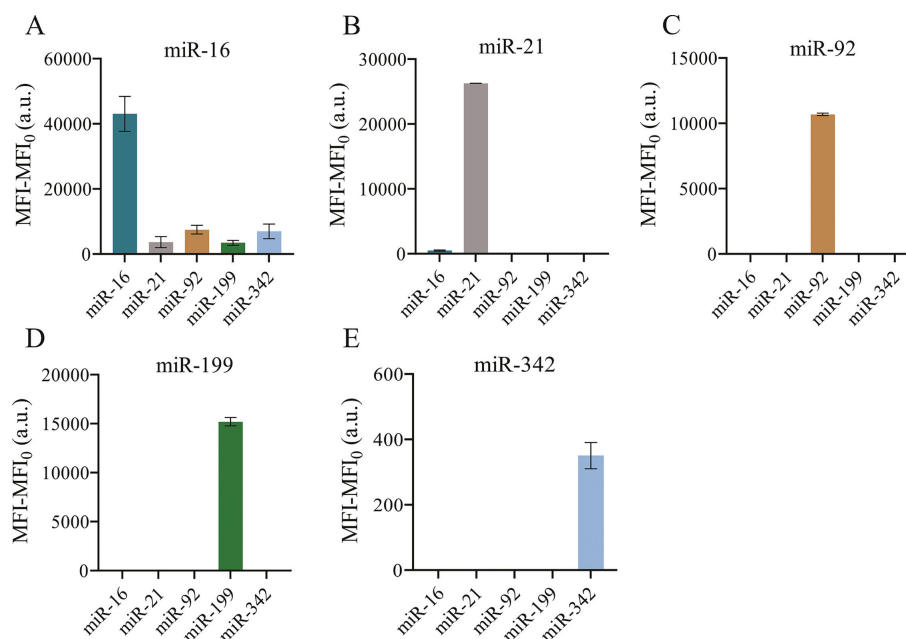 A
miR-16
MFI-MFI₀ (a.u.)
60000
40000
20000
0
miR-16
miR-21
miR-92
miR-199
miR-342
B
miR-21
MFI-MFI₀ (a.u.)
30000
20000
10000
0
miR-16
miR-21
miR-92
miR-199
miR-342
C
miR-92
MFI-MFI₀ (a.u.)
15000
10000
5000
0
miR-16
miR-21
miR-92
miR-199
miR-342
D
miR-199
MFI-MFI₀ (a.u.)
20000
15000
10000
5000
0
miR-16
miR-21
miR-92
miR-199
miR-342
E
miR-342
MFI-MFI₀ (a.u.)
600
400
200
0
miR-16
miR-21
miR-92
miR-199
miR-342